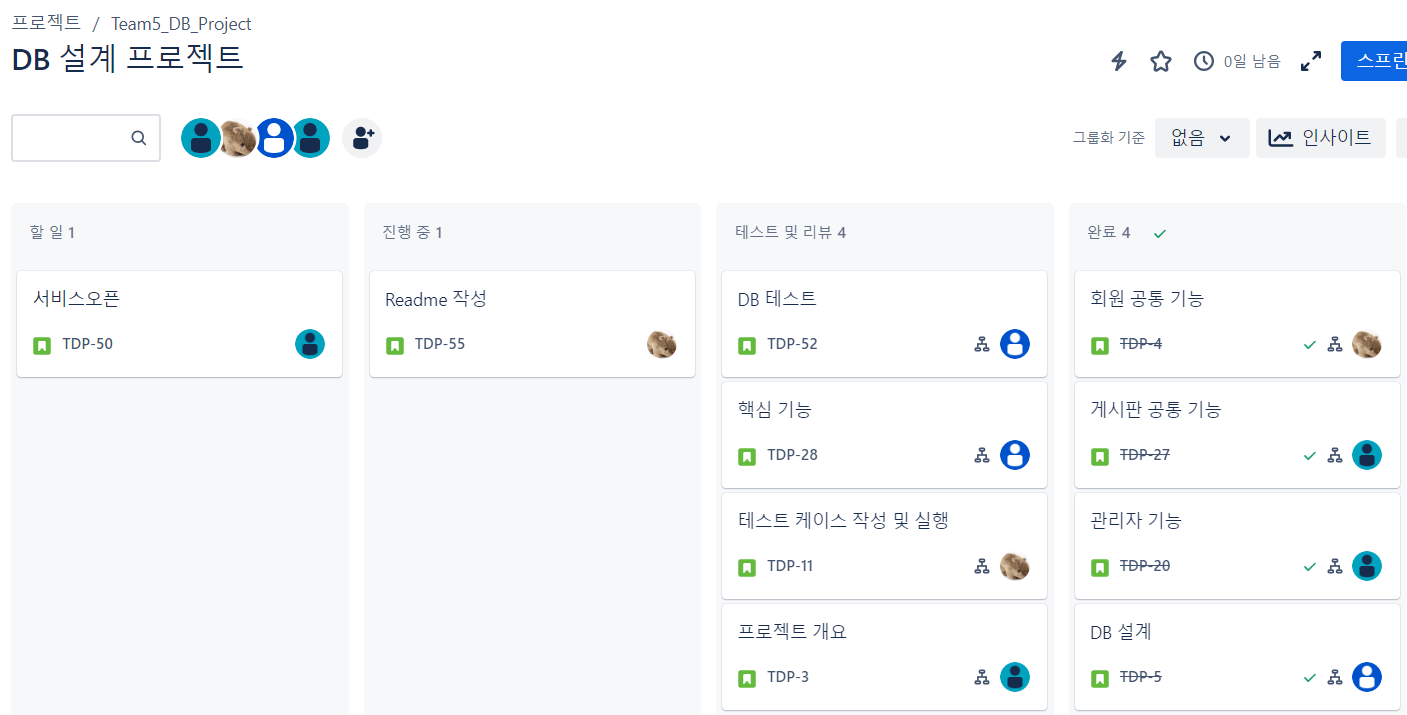 프로젝트 / Team5_DB_Project
DB 설계 프로젝트
0일 남음
스프린
그룹화 기준
없음
인사이트
할 일 1
서비스오픈
TDP-50
진행 중 1
Readme 작성
TDP-55
테스트 및 리뷰 4
DB 테스트
TDP-52
핵심 기능
TDP-28
테스트 케이스 작성 및 실행
TDP-11
프로젝트 개요
TDP-3
완료 4
회원 공통 기능
TDP-4
게시판 공통 기능
TDP-27
관리자 기능
TDP-20
DB 설계
TDP-5